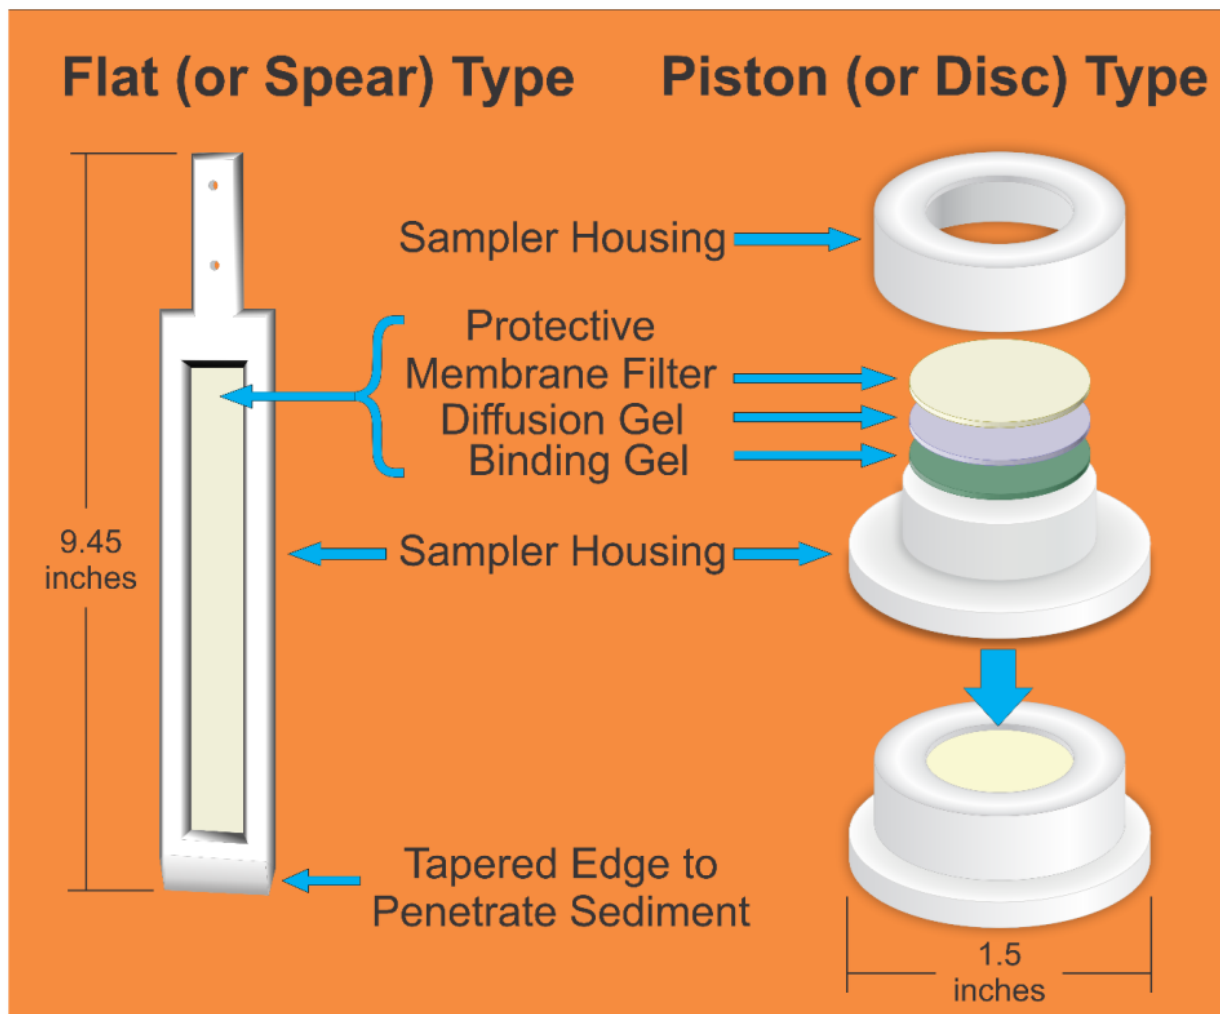 Flat (or Spear) Type
Piston (or Disc) Type
Sampler Housing
Protective
Membrane Filter
Diffusion Gel
Binding Gel
9.45
inches
Sampler Housing
Tapered Edge to
Penetrate Sediment
1.5
inches